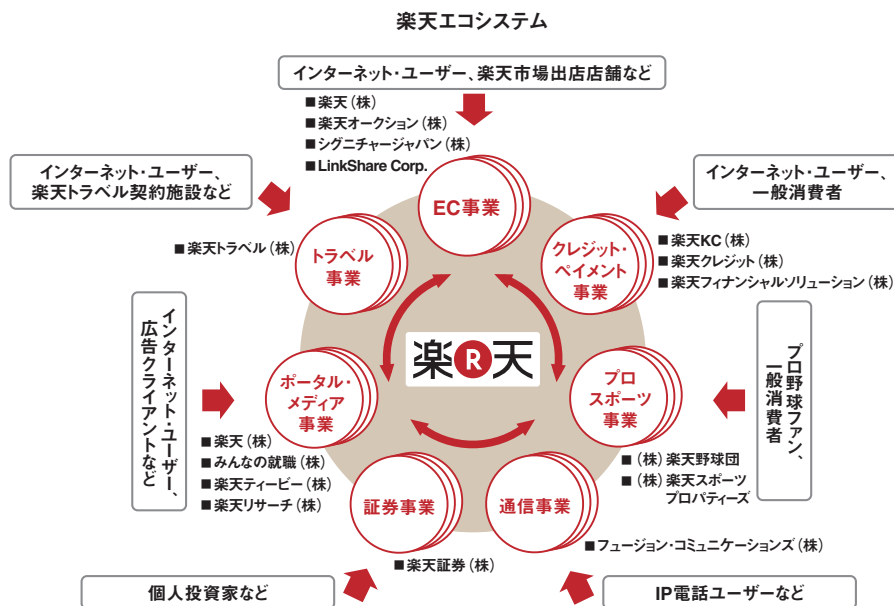 楽天エコシステム
インターネット・ユーザー、楽天市場出店店舗など
■ 楽天(株)
■ 楽天オークション(株)
■ シグニチャージャパン(株)
■ LinkShare Corp.
EC事業
インターネット・ユーザー、
一般消費者
クレジット・
ペイメント
事業
■ 楽天KC(株)
■ 楽天クレジット(株)
■ 楽天フィナンシャルソリューション(株)
プロ野球ファン、
一般消費者
プロ
スポーツ
事業
■ (株)楽天野球団
■ (株)楽天スポーツ
プロパティーズ
通信事業
■ フュージョン・コミュニケーションズ(株)
IP電話ユーザーなど
証券事業
■ 楽天証券(株)
個人投資家など
インターネット・ユーザー、
広告クライアントなど
ポータル・
メディア
事業
■ 楽天(株)
■ みんなの就職(株)
■ 楽天ティービー(株)
■ 楽天リサーチ(株)
インターネット・ユーザー、
楽天トラベル契約施設など
■ 楽天トラベル(株)
トラベル
事業
楽R天